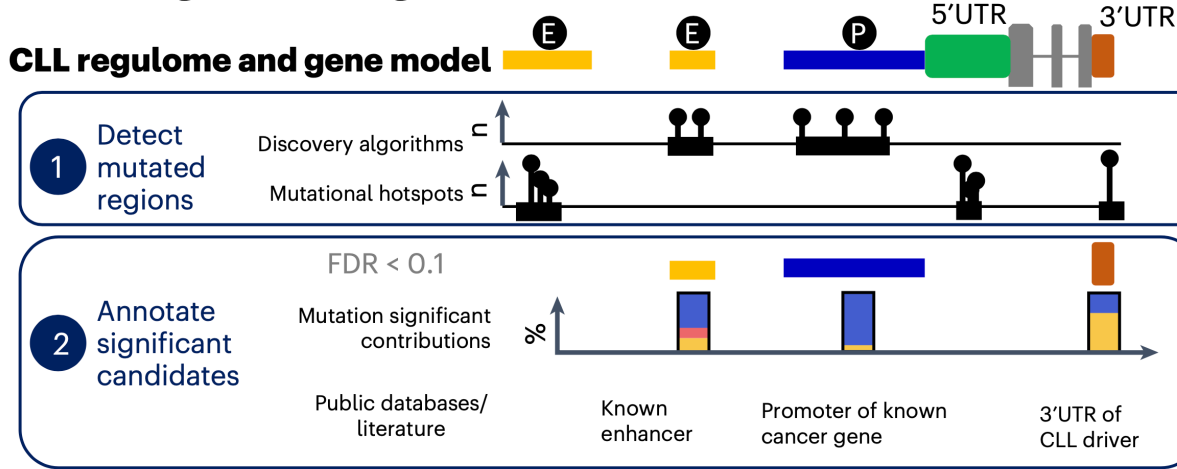 5′UTR
3′UTR
E
E
P
CLL regulome and gene model
1
Detect
mutated
regions
Discovery algorithms
n
Mutational hotspots
n
2
Annotate
significant
candidates
FDR < 0.1
Mutation significant
contributions
%
Public databases/
literature
Known
enhancer
Promoter of known
cancer gene
3′UTR of
CLL driver